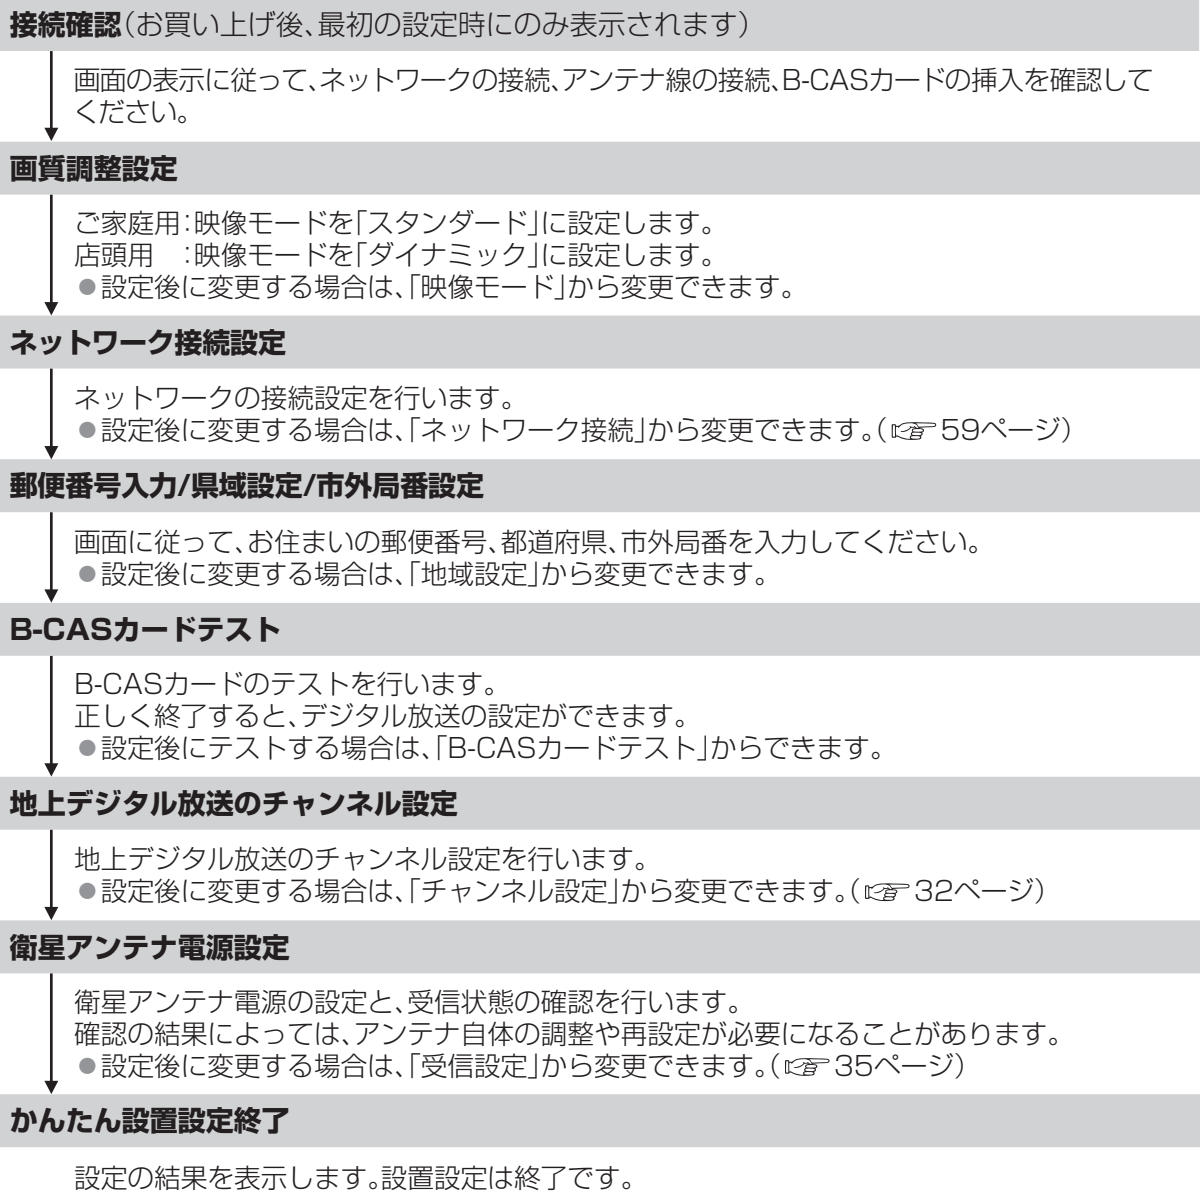 接続確認（お買い上げ後、最初の設定時にのみ表示されます）
画面の表示に従って、ネットワークの接続、アンテナ線の接続、B-CASカードの挿入を確認して
ください。
画質調整設定
ご家庭用：映像モードを「スタンダード」に設定します。
店頭用　：映像モードを「ダイナミック」に設定します。
●設定後に変更する場合は、「映像モード」から変更できます。
ネットワーク接続設定
ネットワークの接続設定を行います。
●設定後に変更する場合は、「ネットワーク接続」から変更できます。（☞59ページ）
郵便番号入力/県域設定/市外局番設定
画面に従って、お住まいの郵便番号、都道府県、市外局番を入力してください。
●設定後に変更する場合は、「地域設定」から変更できます。
B-CASカードテスト
B-CASカードのテストを行います。
正しく終了すると、デジタル放送の設定ができます。
●設定後にテストする場合は、「B-CASカードテスト」からできます。
地上デジタル放送のチャンネル設定
地上デジタル放送のチャンネル設定を行います。
●設定後に変更する場合は、「チャンネル設定」から変更できます。（☞32ページ）
衛星アンテナ電源設定
衛星アンテナ電源の設定と、受信状態の確認を行います。
確認の結果によっては、アンテナ自体の調整や再設定が必要になることがあります。
●設定後に変更する場合は、「受信設定」から変更できます。（☞35ページ）
かんたん設置設定終了
設定の結果を表示します。設置設定は終了です。